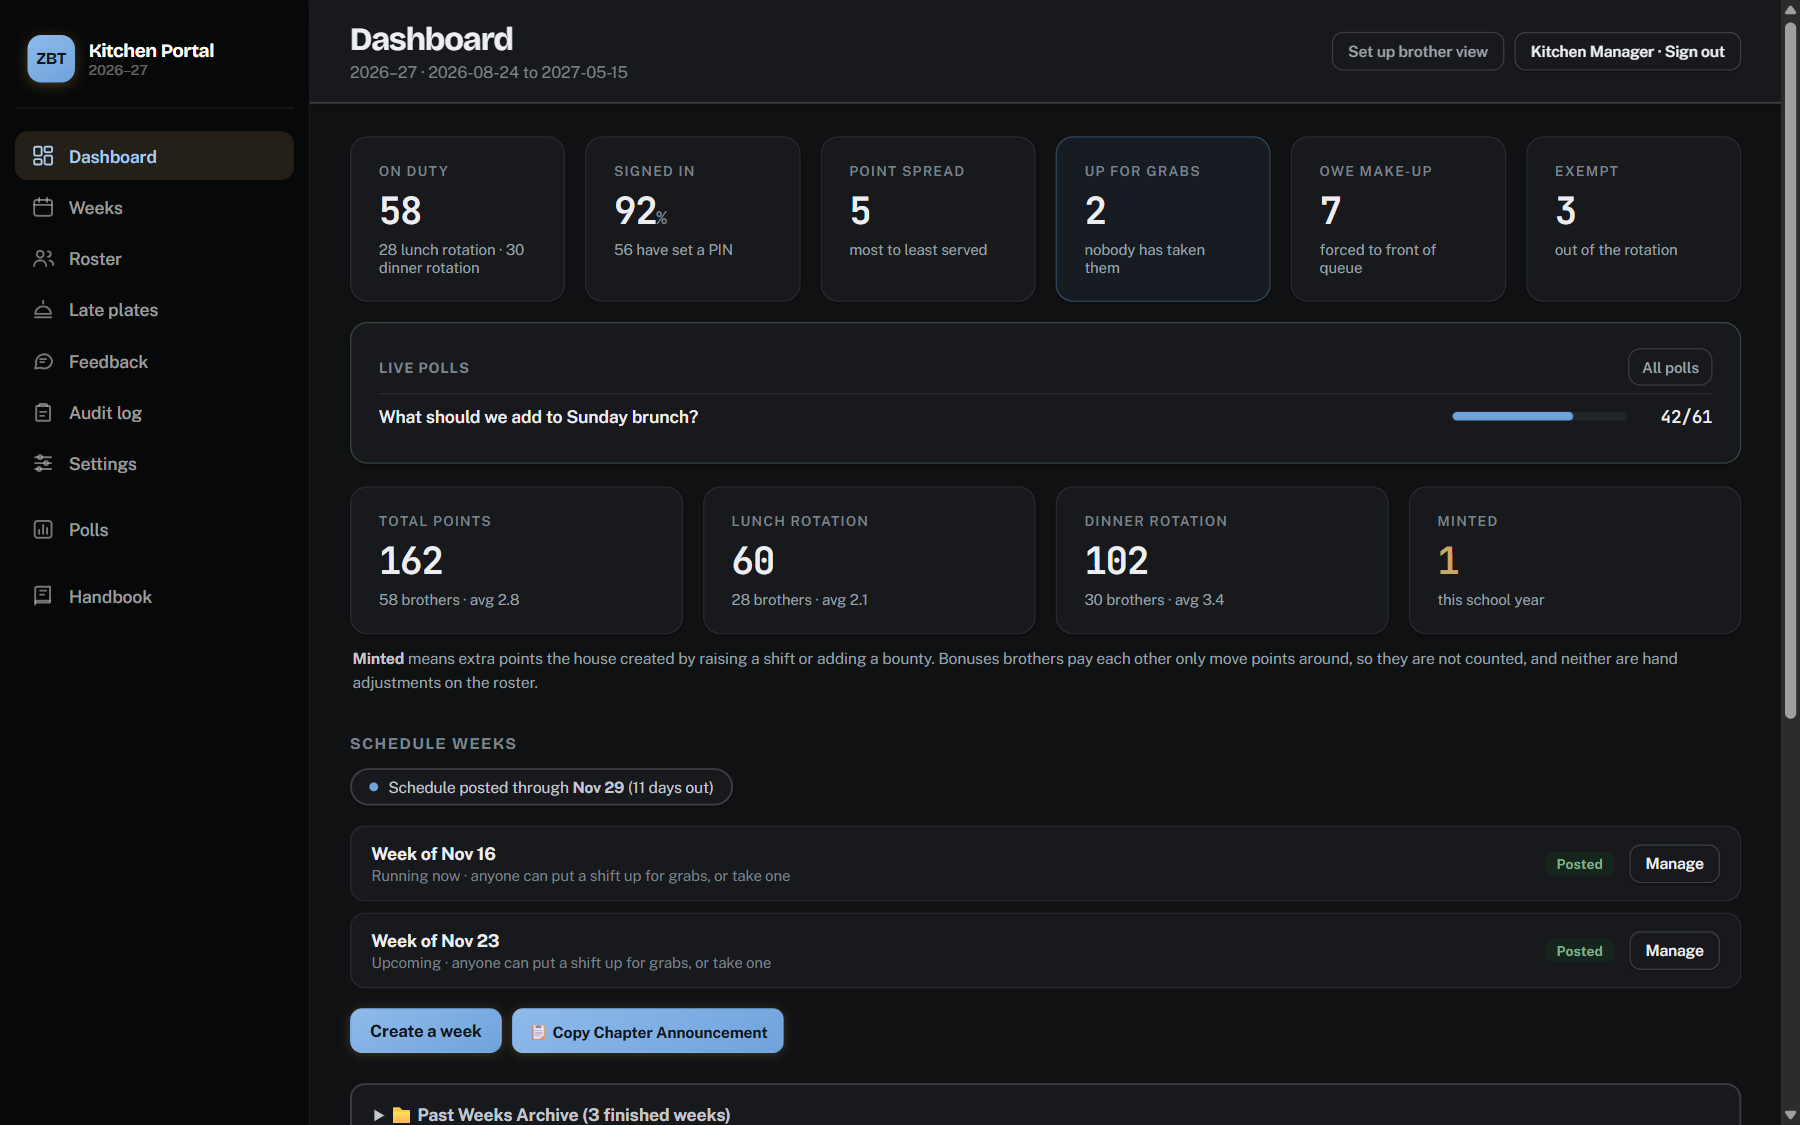 ZBT
Kitchen Portal
2026–27
Dashboard
Weeks
Roster
Late plates
Feedback
Audit log
Settings
Polls
Handbook
Dashboard
2026–27 · 2026-08-24 to 2027-05-15
Set up brother view
Kitchen Manager · Sign out
ON DUTY
58
28 lunch rotation · 30
dinner rotation
SIGNED IN
92%
56 have set a PIN
POINT SPREAD
5
most to least served
UP FOR GRABS
2
nobody has taken
them
OWE MAKE-UP
7
forced to front of
queue
EXEMPT
3
out of the rotation
LIVE POLLS
All polls
What should we add to Sunday brunch?
42/61
TOTAL POINTS
162
58 brothers · avg 2.8
LUNCH ROTATION
60
28 brothers · avg 2.1
DINNER ROTATION
102
30 brothers · avg 3.4
MINTED
1
this school year
Minted means extra points the house created by raising a shift or adding a bounty. Bonuses brothers pay each other only move points around, so they are not counted, and neither are hand
adjustments on the roster.
SCHEDULE WEEKS
Schedule posted through Nov 29 (11 days out)
Week of Nov 16
Running now · anyone can put a shift up for grabs, or take one
Posted
Manage
Week of Nov 23
Upcoming · anyone can put a shift up for grabs, or take one
Posted
Manage
Create a week
📋 Copy Chapter Announcement
▶ 📁 Past Weeks Archive (3 finished weeks)